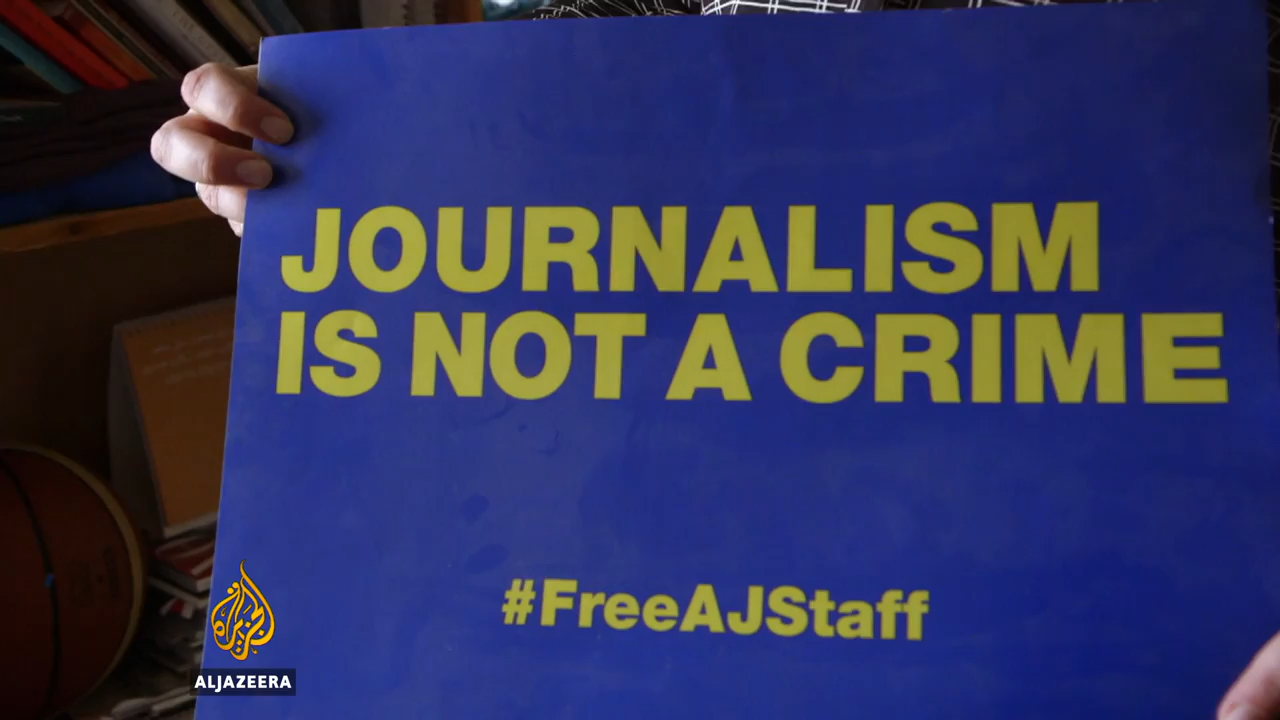 JOURNALISM
IS NOT A CRIME
#FreeAJStaff
الجزيرة
ALJAZEERA